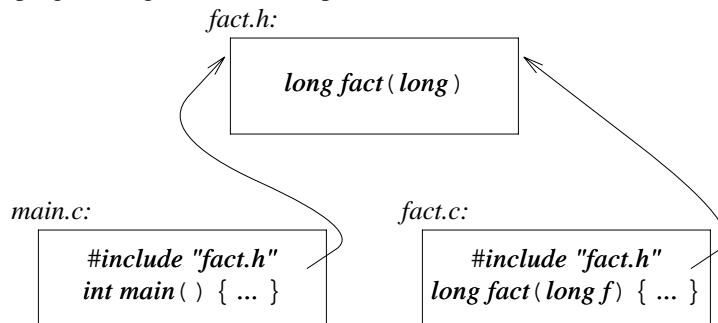 fact.h:
long fact(long)
main.c:
#include "fact.h"
int main() { ... }
fact.c:
#include "fact.h"
long fact(long f) { ... }